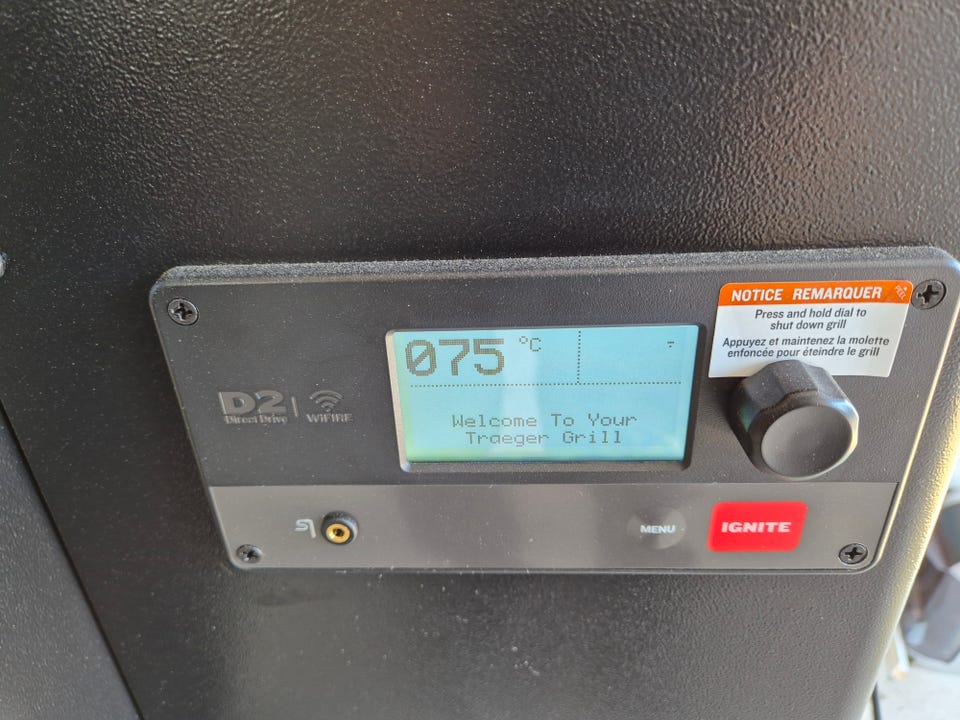 NOTICE REMARQUER
PEEL
Press and hold dial to
shut down grill
Appuyez et maintenez la molette
enfoncée pour éteindre le grill
075 °C
Welcome To Your
Traeger Grill
D2
Direct Drive
WiFIRE
MENU
IGNITE